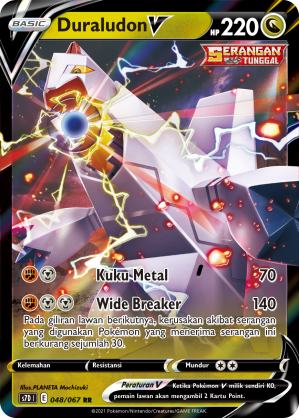 BASIC Duraludon V HP 220
SERANGAN
TUNGGAL
Kuku Metal 70
Wide Breaker 140
Pada giliran lawan berikutnya, kerusakan akibat serangan
yang digunakan Pokémon yang menerima serangan ini
berkurang sejumlah 30.
Kelemahan Resistansi Mundur
Illus.PLANETA Mochizuki
Peraturan V Ketika Pokémon V milik sendiri KO,
pemain lawan akan mengambil 2 Kartu Point.
s7D I E 048/067 RR
©2021 Pokémon/Nintendo/Creatures/GAME FREAK.